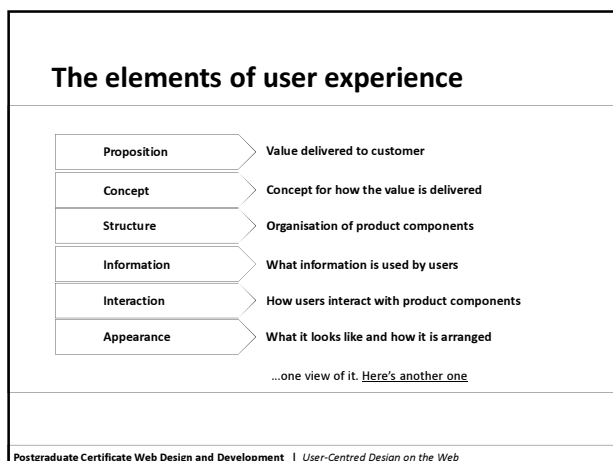 The elements of user experience
Proposition Value delivered to customer
Concept Concept for how the value is delivered
Structure Organisation of product components
Information What information is used by users
Interaction How users interact with product components
Appearance What it looks like and how it is arranged
...one view of it. Here's another one
Postgraduate Certificate Web Design and Development | User-Centred Design on the Web